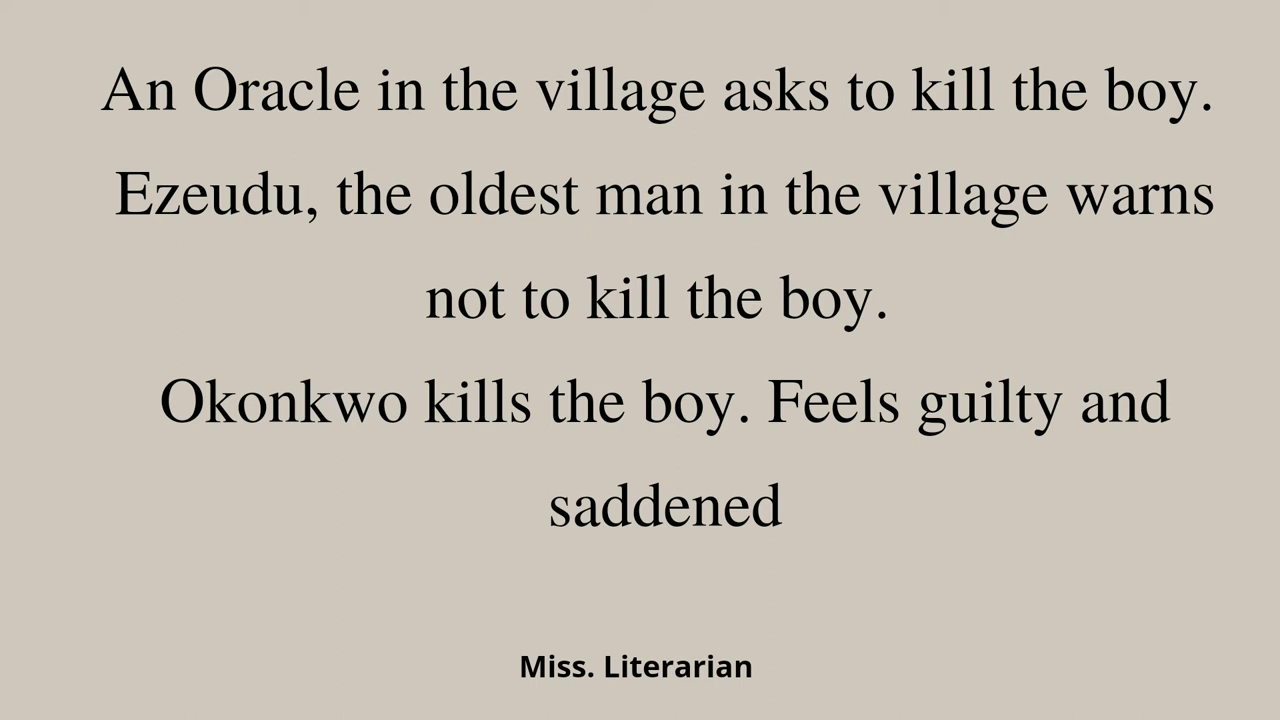 An Oracle in the village asks to kill the boy.
Ezeudu, the oldest man in the village warns
not to kill the boy.
Okonkwo kills the boy. Feels guilty and
saddened
Miss. Literarian